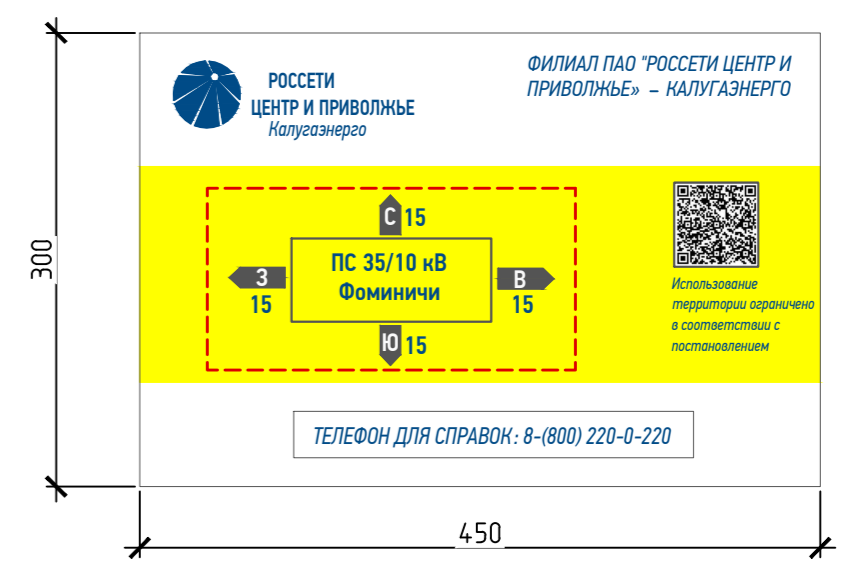 РОССЕТИ
ЦЕНТР И ПРИВОЛЖЬЕ
Калугаэнерго
ФИЛИАЛ ПАО "РОССЕТИ ЦЕНТР И
ПРИВОЛЖЬЕ» – КАЛУГАЭНЕРГО
300
С 15
З
15
ПС 35/10 кВ
Фоминичи
В
15
Ю 15
Использование
территории ограничено
в соответствии с
постановлением
ТЕЛЕФОН ДЛЯ СПРАВОК: 8-(800) 220-0-220
450